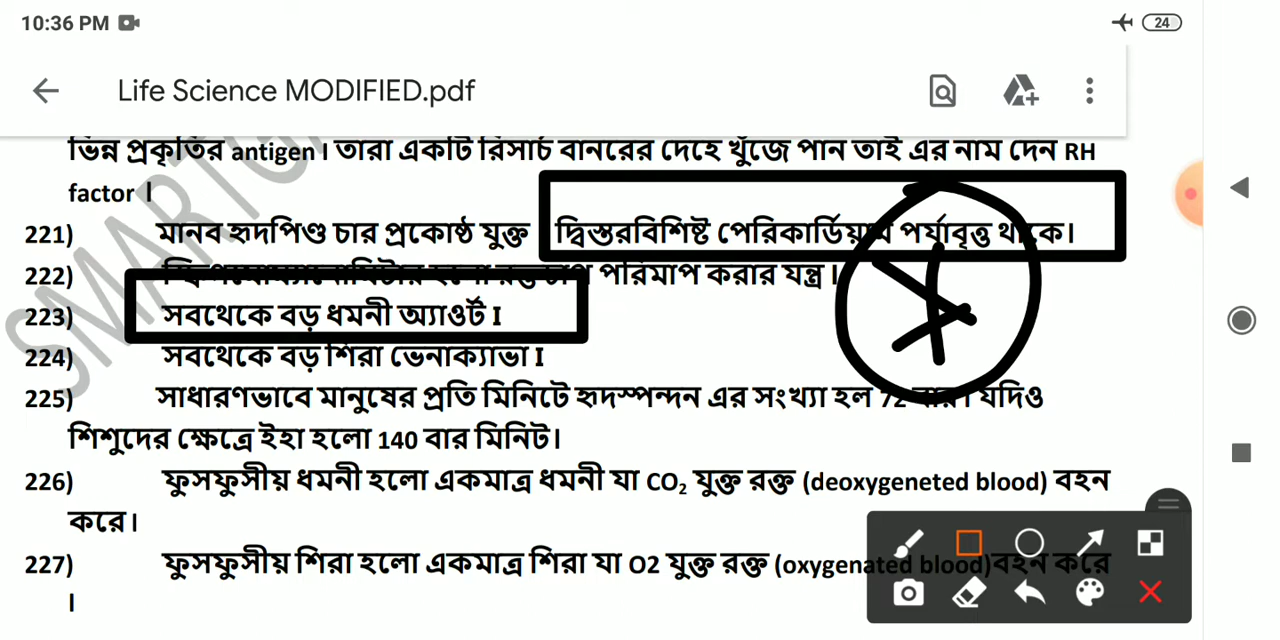 10:36 PM
24
Life Science MODIFIED.pdf
ভিন্ন প্রকৃতির antigen। তারা একটি রিসার্চ বানরের দেহে খুঁজে পান তাই এর নাম দেন RH
factor ।
221) মানব হৃদপিণ্ড চার প্রকোষ্ঠ যুক্ত দ্বিস্তরবিশিষ্ট পেরিকার্ডিয়াম পর্যাবৃত্ত থাকে।
222) হলো রক্ত চাপ পরিমাপ করার যন্ত্র।
223) সবথেকে বড় ধমনী অ্যাওর্ট I
224) সবথেকে বড় শিরা ভেনাক্যাভা I
225) সাধারণভাবে মানুষের প্রতি মিনিটে হৃদস্পন্দন এর সংখ্যা হল 72 বার। যদিও
শিশুদের ক্ষেত্রে ইহা হলো 140 বার মিনিট।
226) ফুসফুসীয় ধমনী হলো একমাত্র ধমনী যা CO₂ যুক্ত রক্ত (deoxygeneted blood) বহন
করে।
227) ফুসফুসীয় শিরা হলো একমাত্র শিরা যা O2 যুক্ত রক্ত (oxygenated blood)বহন করে
।